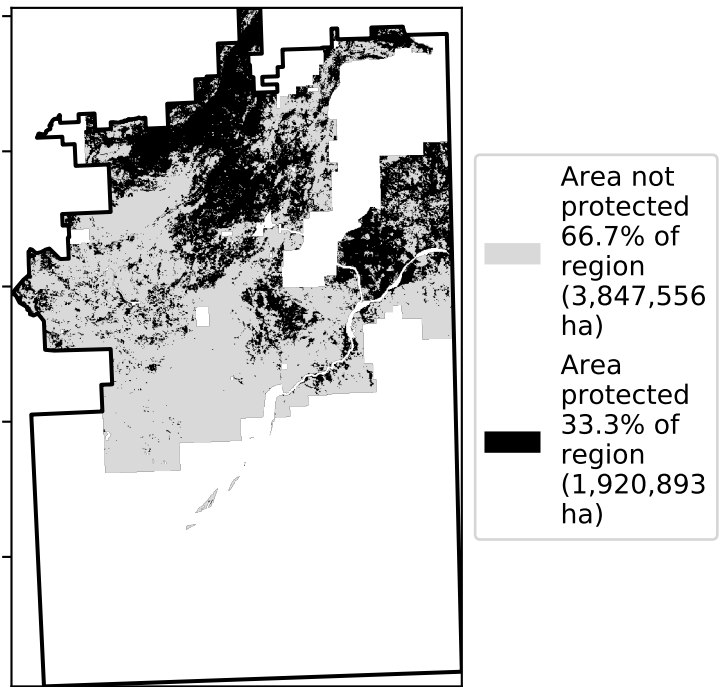 Area not
protected
66.7% of
region
(3,847,556
ha)
Area
protected
33.3% of
region
(1,920,893
ha)